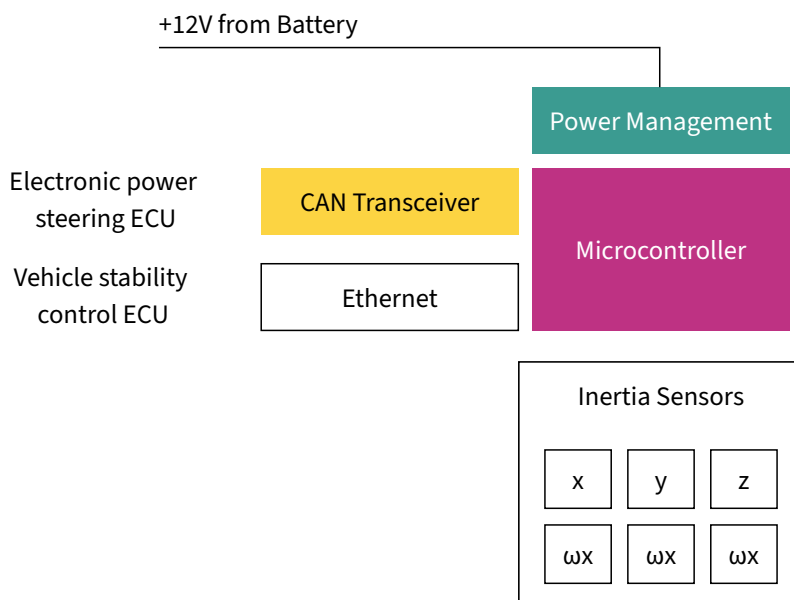 +12V from Battery
Power Management
Electronic power
steering ECU
CAN Transceiver
Microcontroller
Vehicle stability
control ECU
Ethernet
Inertia Sensors
x y z
ωx ωx ωx